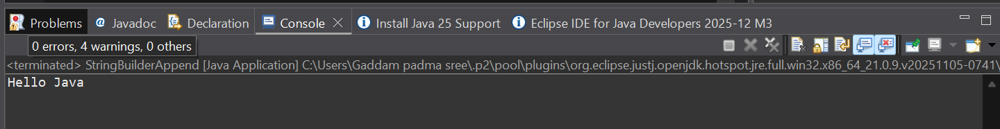 Problems @ Javadoc Declaration Console Install Java 25 Support Eclipse IDE for Java Developers 2025-12 M3
0 errors, 4 warnings, 0 others
<terminated> StringBuilderAppend [Java Application] C:\Users\Gaddam padma sree\.p2\pool\plugins\org.eclipse.justj.openjdk.hotspot.jre.full.win32.x86_64_21.0.9.v20251105-0741\
Hello Java